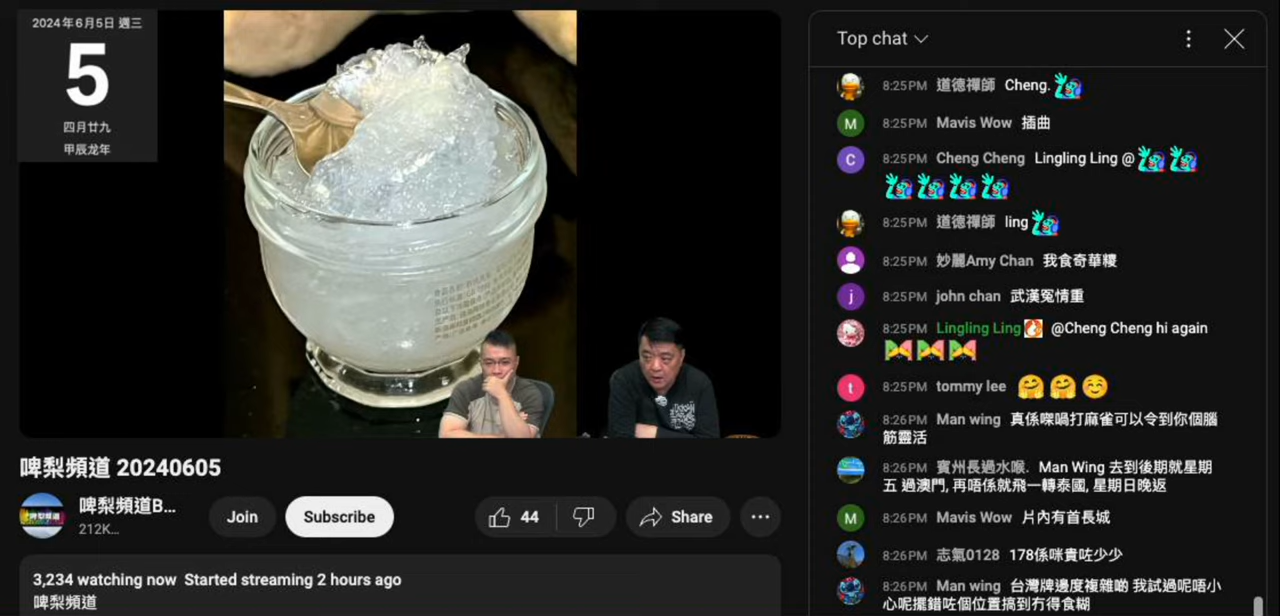 2024年6月5日 週三
5
四月廿九
甲辰龙年
啤梨頻道 20240605
啤梨頻道B...
212K...
Join
Subscribe
44
Share
3,234 watching now Started streaming 2 hours ago
啤梨頻道
Top chat
8:25PM 道德禪師 Cheng.
M
8:25PM Mavis Wow 插曲
C
8:25PM Cheng Cheng Lingling Ling @
8:25PM 道德禪師 ling
8:25PM 妙麗Amy Chan 我食奇華糭
j
8:25PM john chan 武漢冤情重
8:25PM Lingling Ling @Cheng Cheng hi again
t
8:25PM tommy lee
8:26PM Man wing 真係㗎喎打麻雀可以令到你個腦
筋靈活
8:26PM 賓州長過水喉. Man Wing 去到後期就星期
五 過澳門, 再唔係就飛一轉泰國, 星期日晚返
M
8:26PM Mavis Wow 片內有首長城
8:26PM 志氣0128 178係咪貴咗少少
8:26PM Man wing 台灣牌邊度複雜啲 我試過呢唔小
心呢擺錯咗個位置搞到冇得食糊